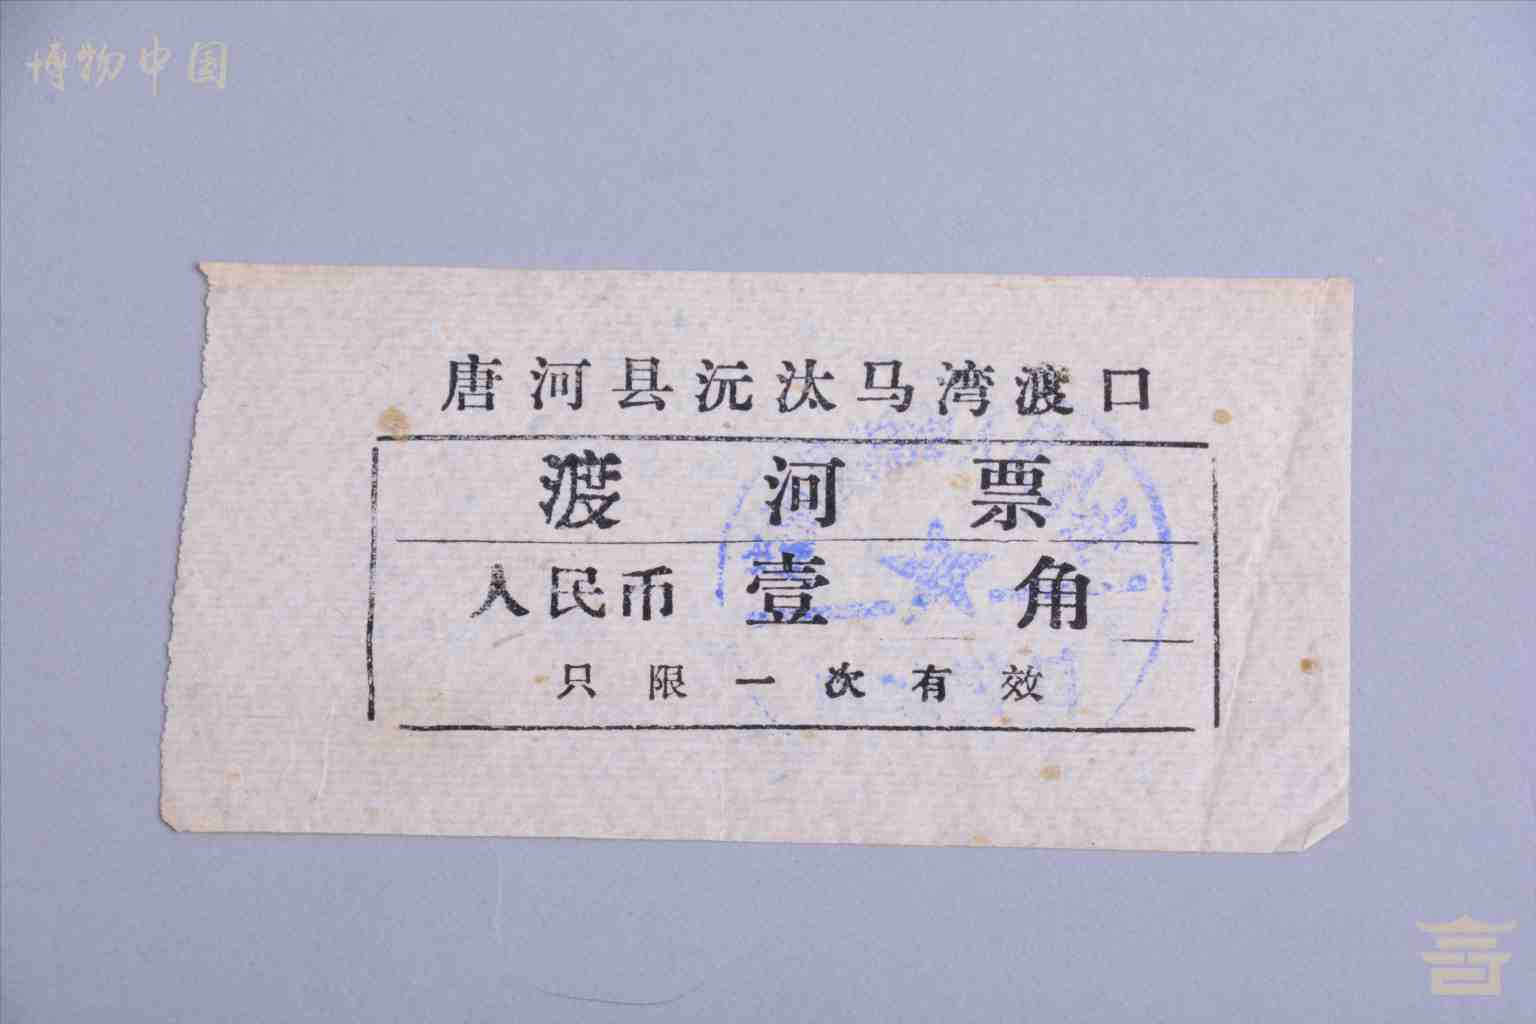 博物中国
唐河县沅汰马湾渡口
渡河票
人民币 壹角
只限一次有效